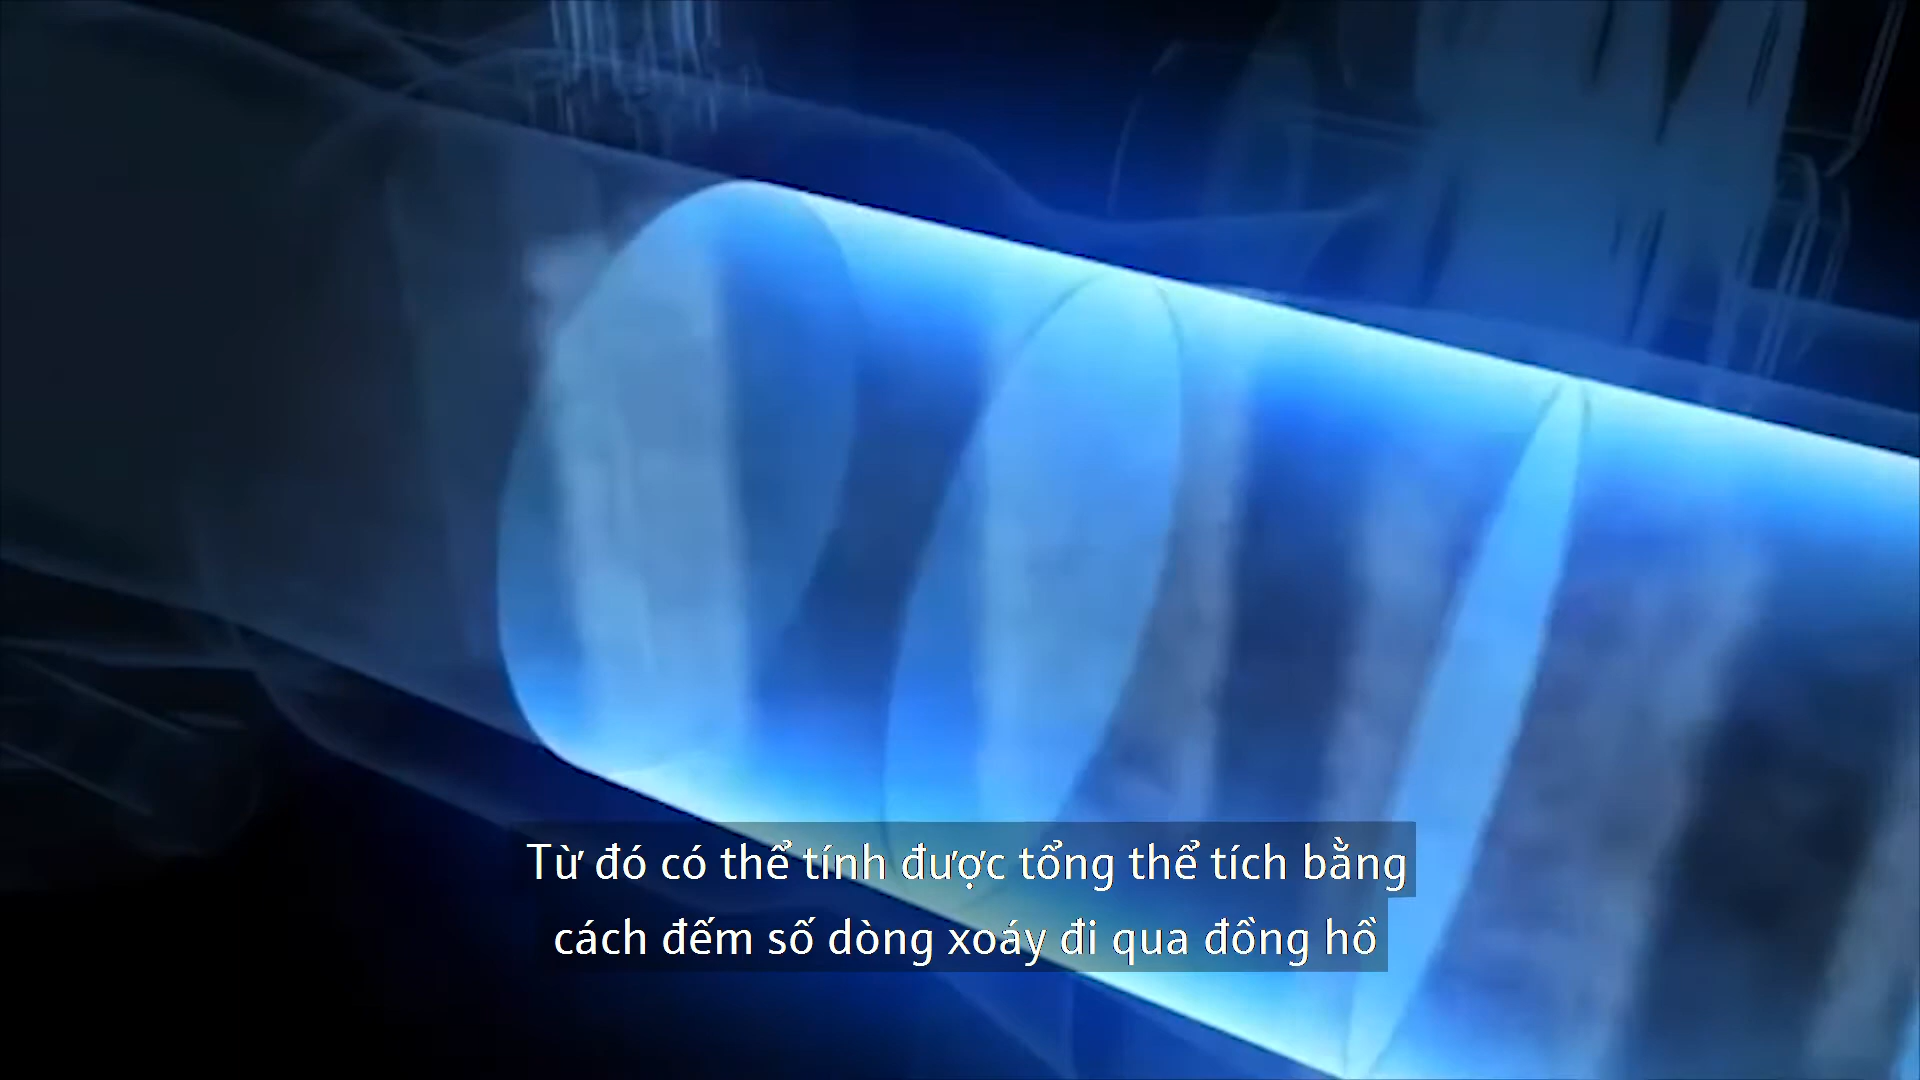 Từ đó có thể tính được tổng thể tích bằng
cách đếm số dòng xoáy đi qua đồng hồ